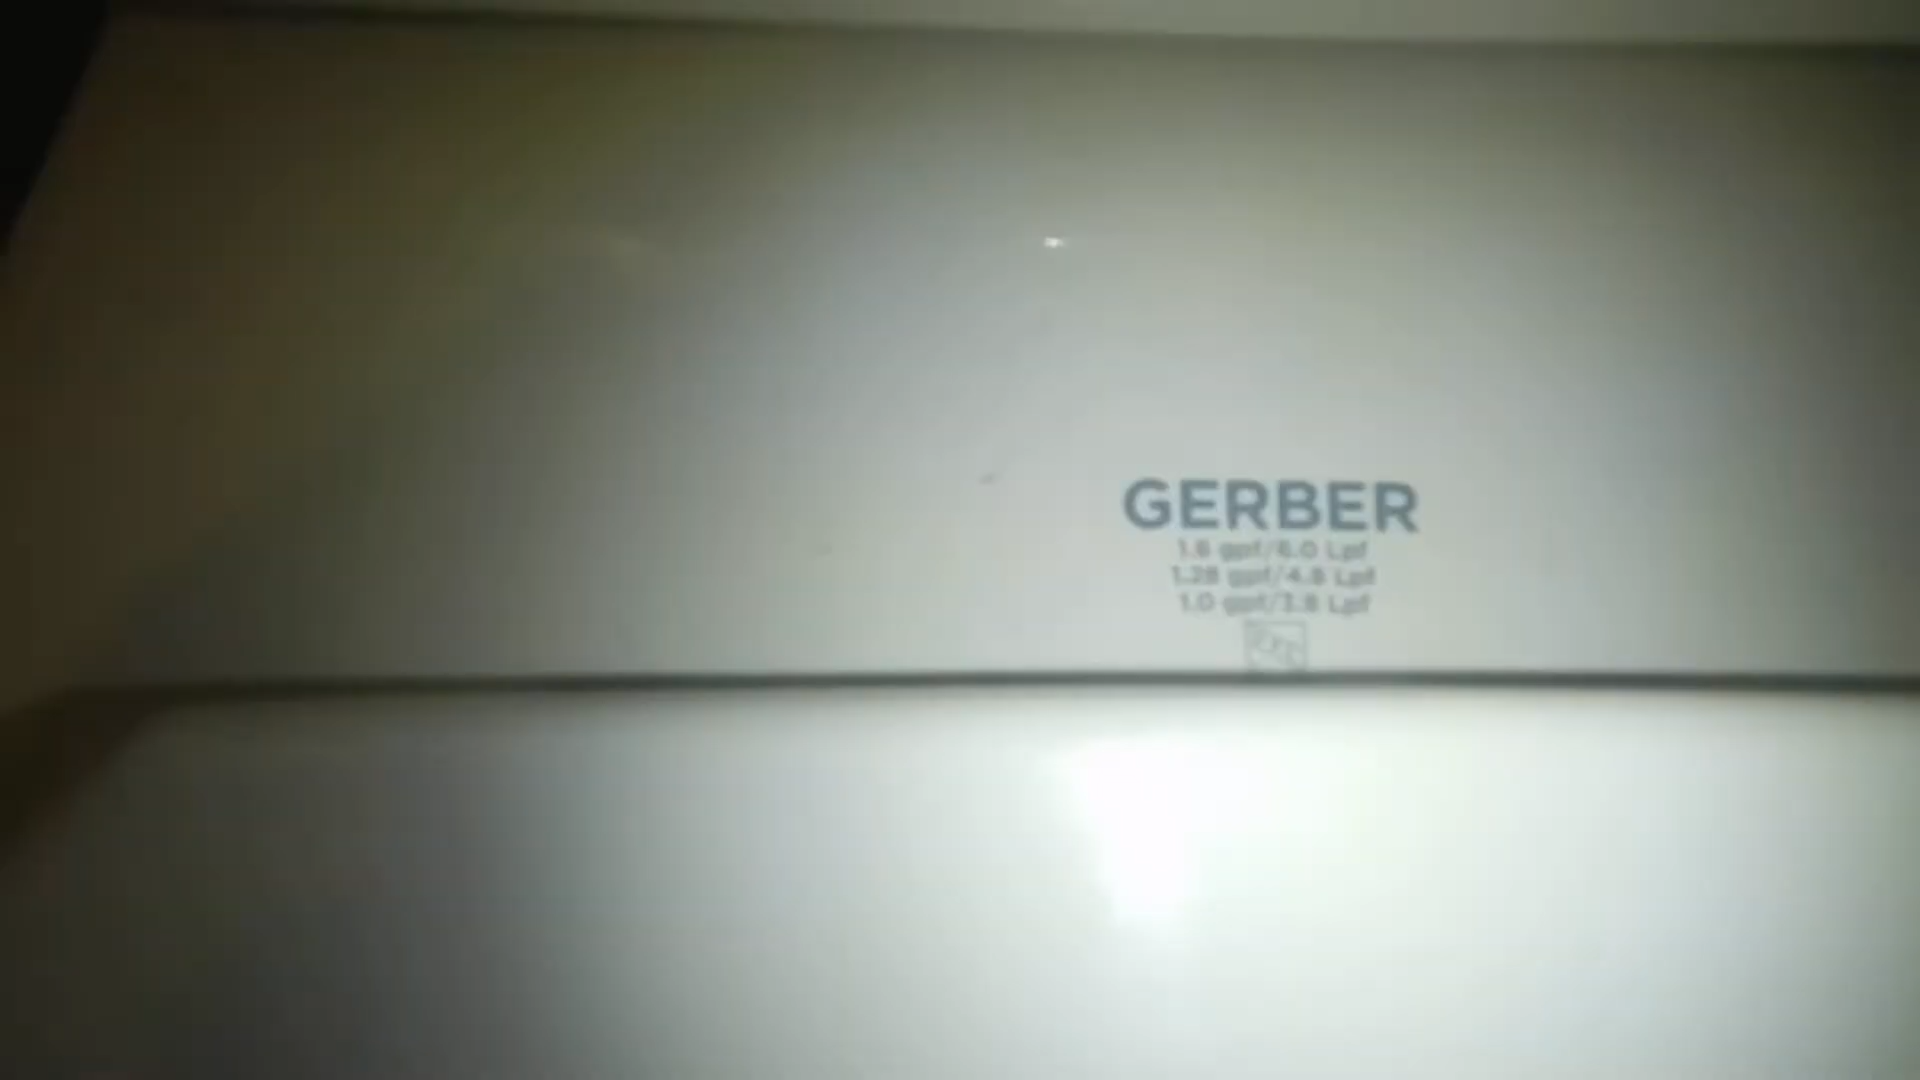 GERBER
1.6 gpf/6.0 Lpf
1.28 gpf/4.8 Lpf
1.0 gpf/3.8 Lpf